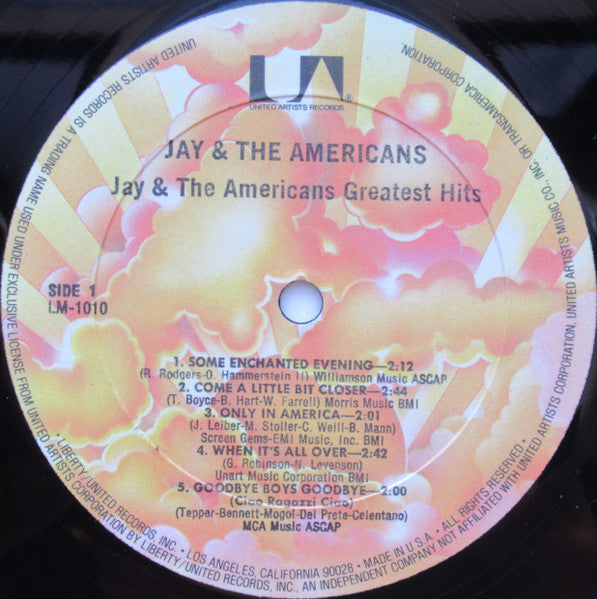 UA®
UNITED ARTISTS RECORDS
JAY & THE AMERICANS
Jay & The Americans Greatest Hits
SIDE 1
LM-1010
1. SOME ENCHANTED EVENING—2:12
(R. Rodgers-O. Hammerstein II) Williamson Music ASCAP
2. COME A LITTLE BIT CLOSER—2:44
(T. Boyce-B. Hart-W. Farrell) Morris Music BMI
3. ONLY IN AMERICA—2:01
(J. Leiber-M. Stoller-C. Weill-B. Mann)
Screen Gems-EMI Music, Inc. BMI
4. WHEN IT'S ALL OVER—2:42
(G. Robinson-N. Levenson)
Unart Music Corporation BMI
5. GOODBYE BOYS GOODBYE—2:00
(Ciao Ragazzi Ciao)
(Tepper-Bennett-Mogol-Del Prete-Celentano)
MCA Music ASCAP
UNITED ARTISTS RECORDS IS A TRADING NAME USED UNDER EXCLUSIVE LICENSE FROM UNITED ARTISTS CORPORATION BY LIBERTY/UNITED RECORDS, INC., AN INDEPENDENT COMPANY NOT AFFILIATED WITH UNITED ARTISTS CORPORATION, UNITED ARTISTS MUSIC CO., INC. OR TRANSAMERICA CORPORATION.
• LIBERTY/UNITED RECORDS, INC. • LOS ANGELES, CALIFORNIA 90028 • MADE IN U.S.A. • ALL RIGHTS RESERVED •